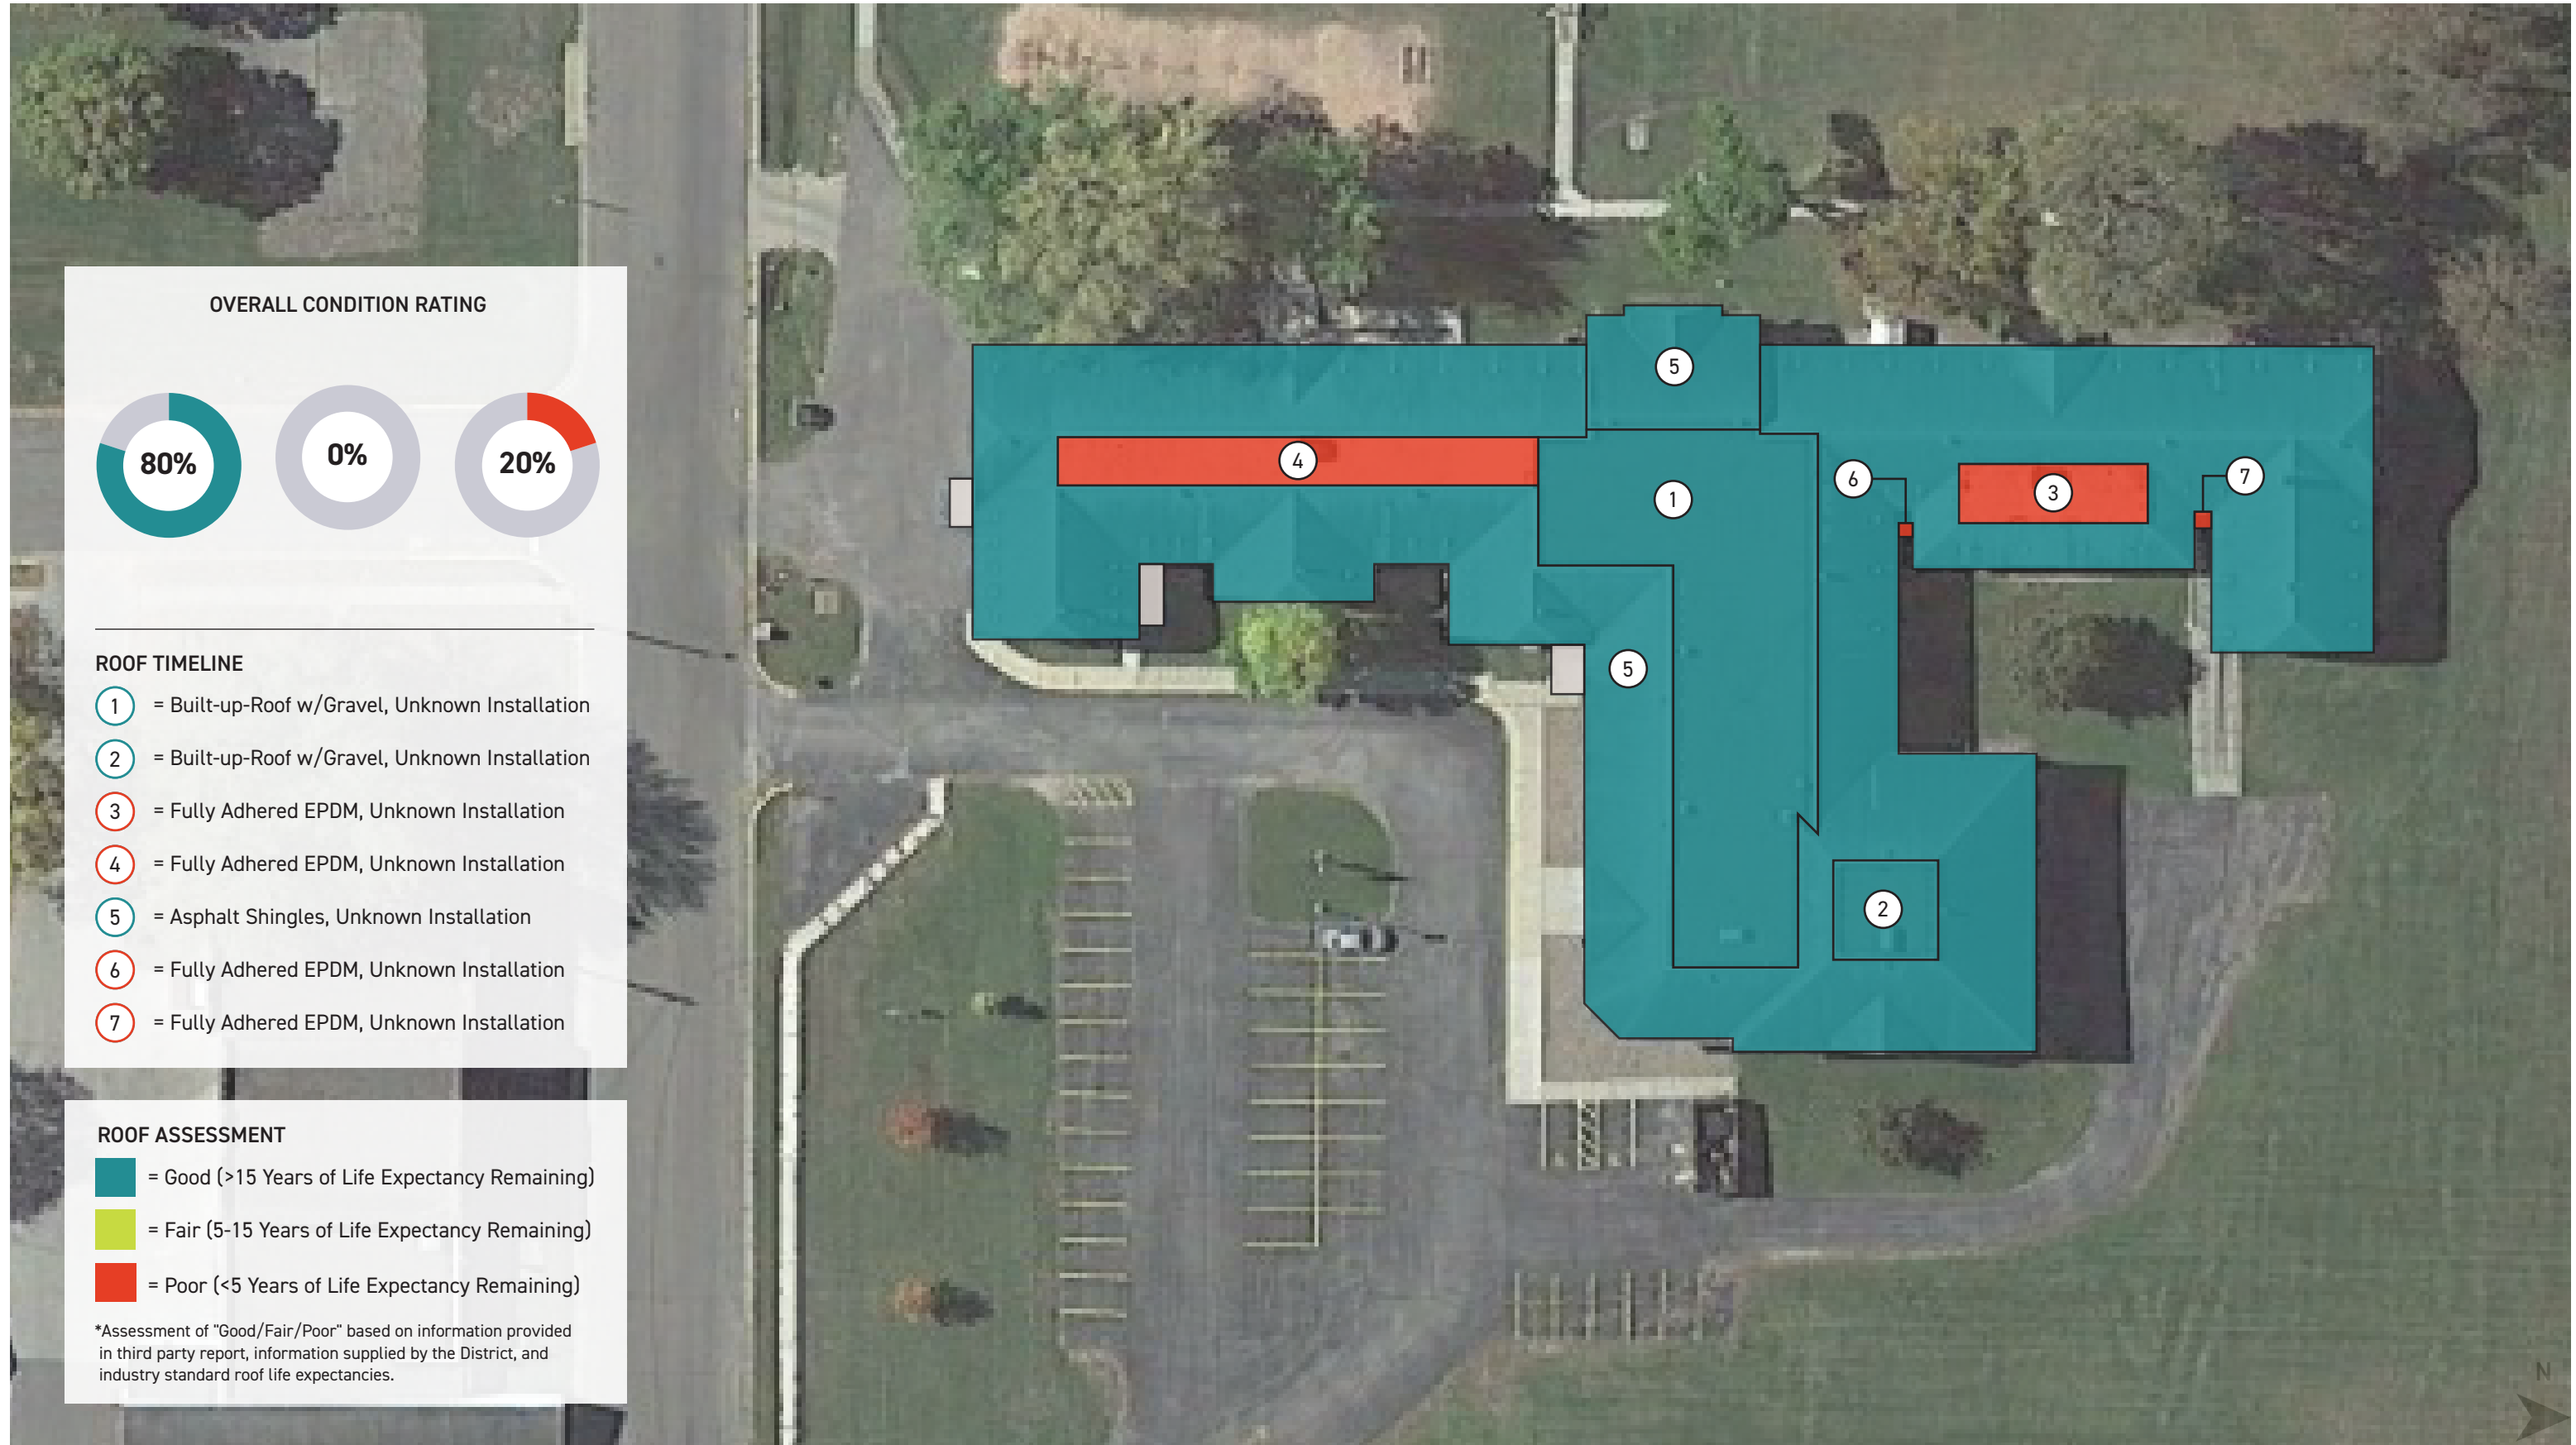 OVERALL CONDITION RATING
80%
0%
20%
ROOF TIMELINE
1 = Built-up-Roof w/Gravel, Unknown Installation
2 = Built-up-Roof w/Gravel, Unknown Installation
3 = Fully Adhered EPDM, Unknown Installation
4 = Fully Adhered EPDM, Unknown Installation
5 = Asphalt Shingles, Unknown Installation
6 = Fully Adhered EPDM, Unknown Installation
7 = Fully Adhered EPDM, Unknown Installation
ROOF ASSESSMENT
= Good (>15 Years of Life Expectancy Remaining)
= Fair (5-15 Years of Life Expectancy Remaining)
= Poor (<5 Years of Life Expectancy Remaining)
*Assessment of "Good/Fair/Poor" based on information provided
in third party report, information supplied by the District, and
industry standard roof life expectancies.
5
4
1
6
3
7
5
2
N